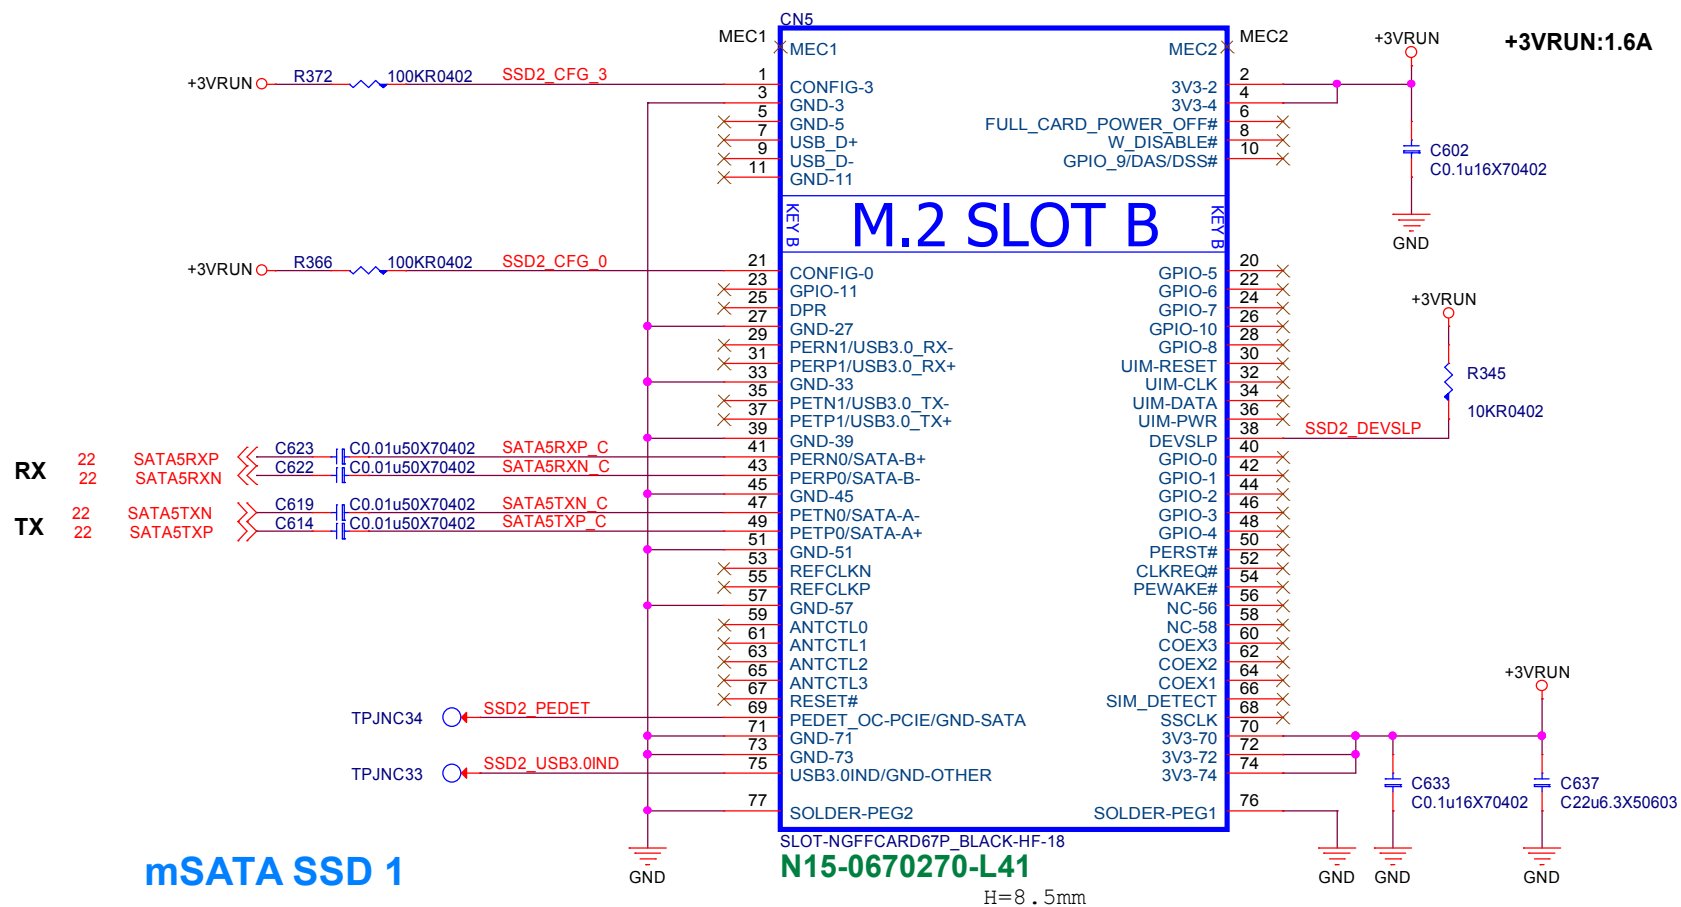 CN5
MEC1 MEC1 MEC2 MEC2
+3VRUN +3VRUN:1.6A
+3VRUN R372 100KR0402 SSD2_CFG_3 1 CONFIG-3 3V3-2 2
3 GND-3 3V3-4 4
5 GND-5 FULL_CARD_POWER_OFF# 6
7 USB_D+ W_DISABLE# 8
9 USB_D- GPIO_9/DAS/DSS# 10
11 GND-11
C602
C0.1u16X70402
GND
KEY B M.2 SLOT B KEY B
+3VRUN R366 100KR0402 SSD2_CFG_0 21 CONFIG-0 GPIO-5 20
23 GPIO-11 GPIO-6 22
25 DPR GPIO-7 24
27 GND-27 GPIO-10 26
29 PERN1/USB3.0_RX- GPIO-8 28
31 PERP1/USB3.0_RX+ UIM-RESET 30
33 GND-33 UIM-CLK 32
35 PETN1/USB3.0_TX- UIM-DATA 34
37 PETP1/USB3.0_TX+ UIM-PWR 36
39 GND-39 DEVSLP 38 SSD2_DEVSLP
+3VRUN
R345
10KR0402
RX
22 SATA5RXP C623 C0.01u50X70402 SATA5RXP_C 41 PERN0/SATA-B+ GPIO-0 40
22 SATA5RXN C622 C0.01u50X70402 SATA5RXN_C 43 PERP0/SATA-B- GPIO-1 42
45 GND-45 GPIO-2 44
TX
22 SATA5TXN C619 C0.01u50X70402 SATA5TXN_C 47 PETN0/SATA-A- GPIO-3 46
22 SATA5TXP C614 C0.01u50X70402 SATA5TXP_C 49 PETP0/SATA-A+ GPIO-4 48
51 GND-51 PERST# 50
53 REFCLKN CLKREQ# 52
55 REFCLKP PEWAKE# 54
57 GND-57 NC-56 56
59 ANTCTL0 NC-58 58
61 ANTCTL1 COEX3 60
63 ANTCTL2 COEX2 62
65 ANTCTL3 COEX1 64
67 RESET# SIM_DETECT 66
TPJNC34 SSD2_PEDET 69 PEDET_OC-PCIE/GND-SATA SSCLK 68
71 GND-71 3V3-70 70
73 GND-73 3V3-72 72
TPJNC33 SSD2_USB3.0IND 75 USB3.0IND/GND-OTHER 3V3-74 74
77 SOLDER-PEG2 SOLDER-PEG1 76
+3VRUN
C633
C0.1u16X70402
C637
C22u6.3X50603
GND GND GND GND
SLOT-NGFFCARD67P_BLACK-HF-18
N15-0670270-L41
H=8.5mm
mSATA SSD 1